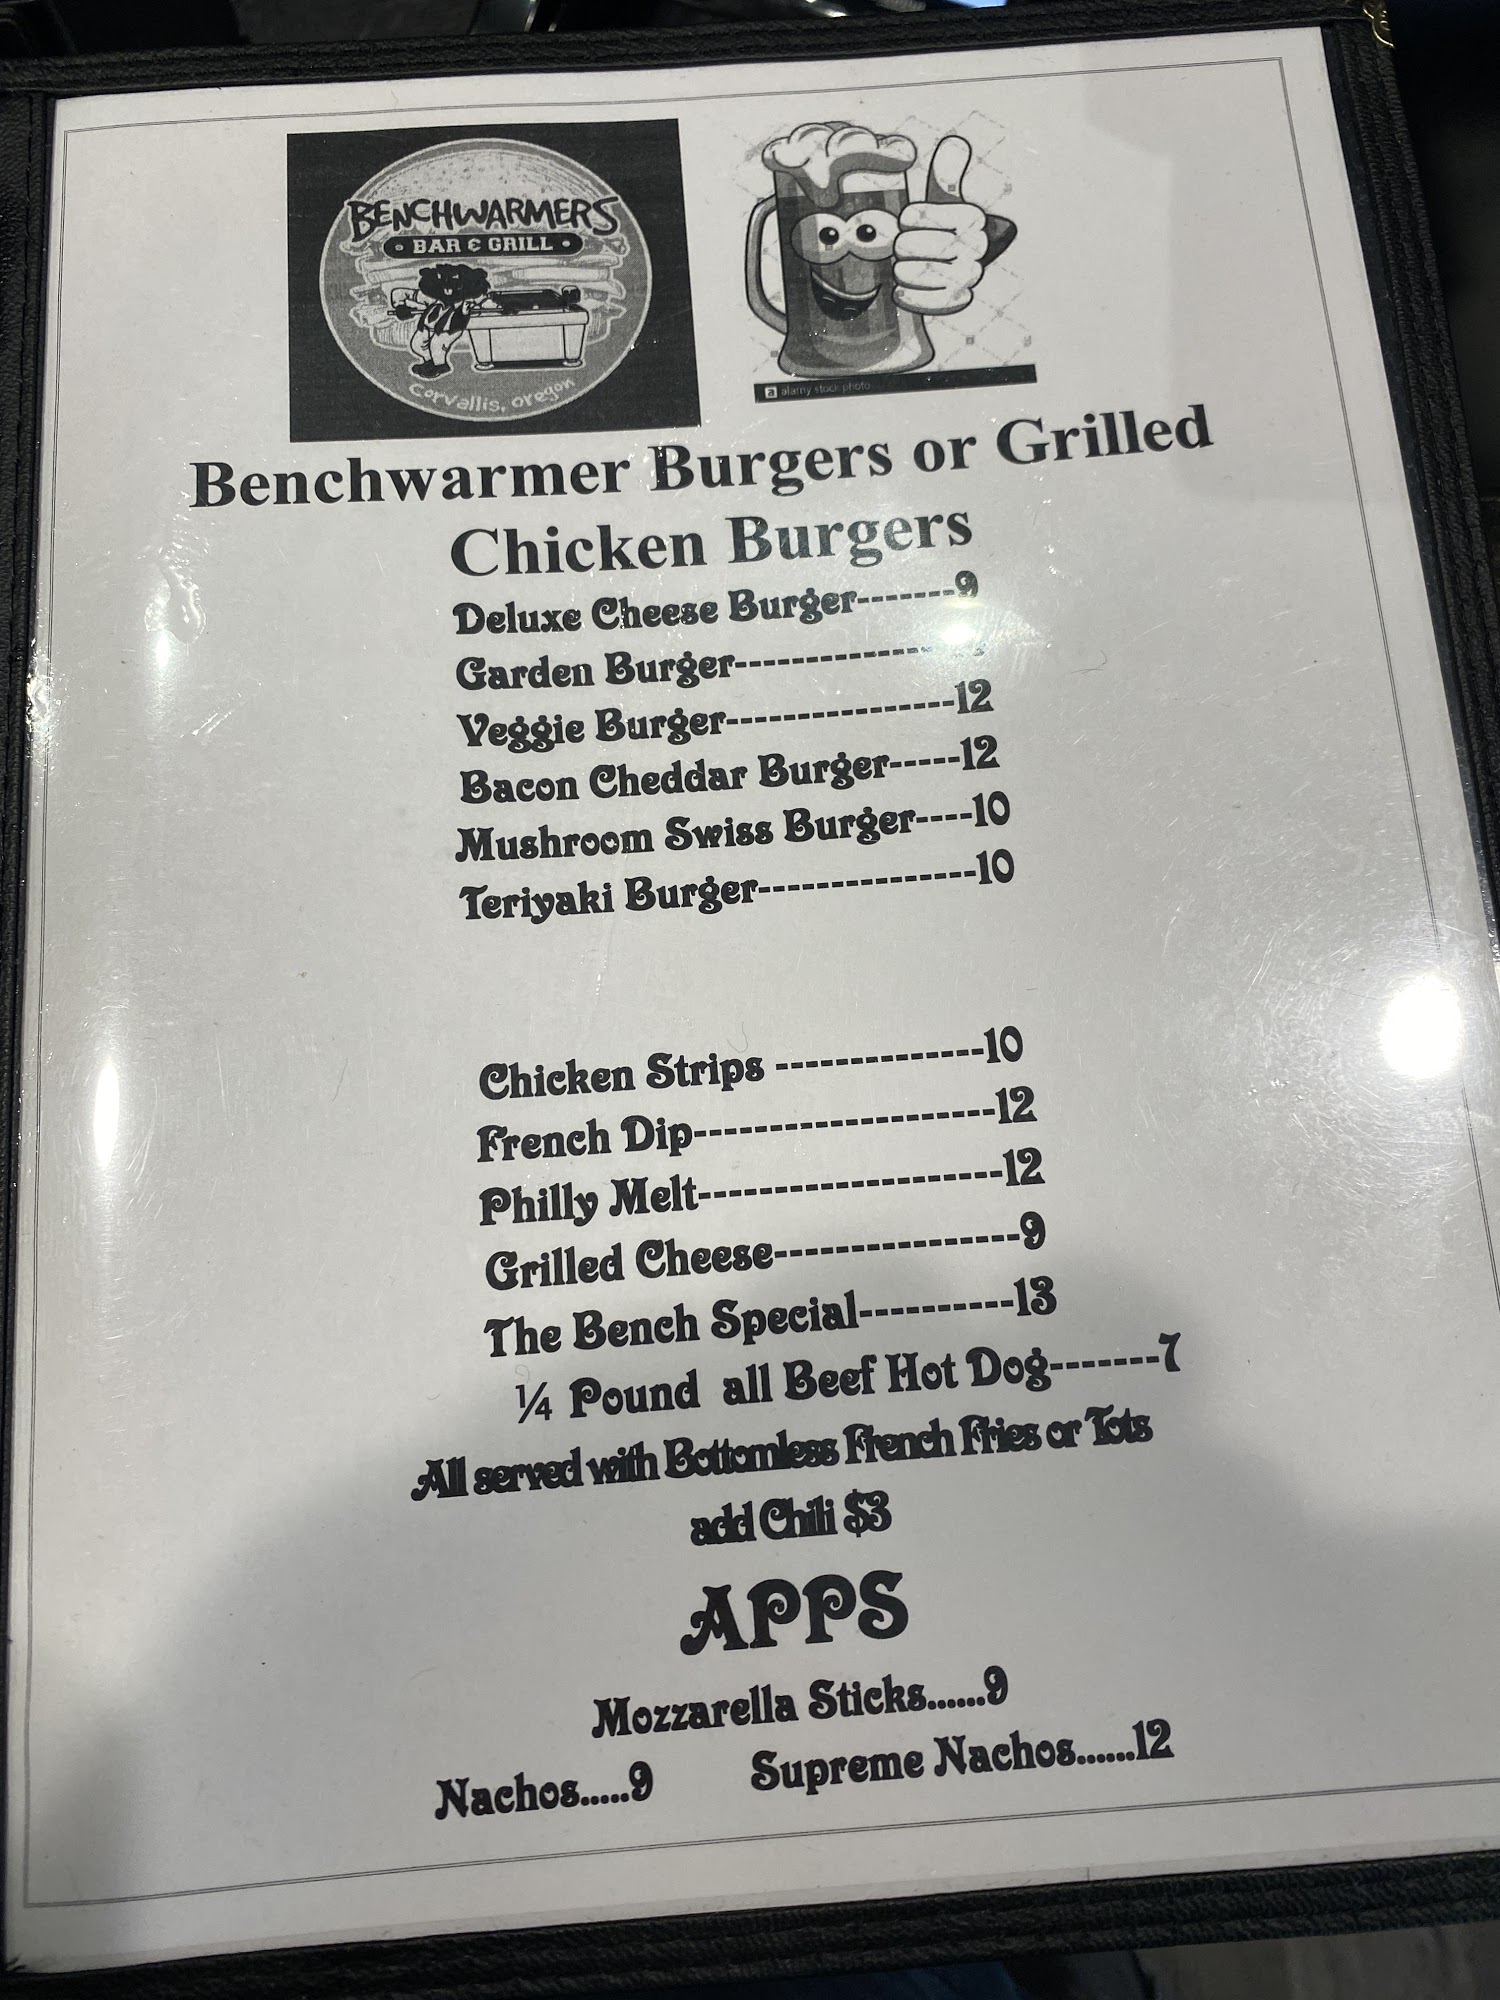 BENCHWARMERS
• BAR & GRILL •
Corvallis, oregon
a alamy stock photo
Benchwarmer Burgers or Grilled
Chicken Burgers
Deluxe Cheese Burger-------9
Garden Burger----------------
Veggie Burger----------------12
Bacon Cheddar Burger-----12
Mushroom Swiss Burger----10
Teriyaki Burger---------------10
Chicken Strips --------------10
French Dip--------------------12
Philly Melt--------------------12
Grilled Cheese----------------9
The Bench Special----------13
¼ Pound all Beef Hot Dog-------7
All served with Bottomless French Fries or Tots
add Chili $3
APPS
Mozzarella Sticks......9
Nachos.....9 Supreme Nachos......12